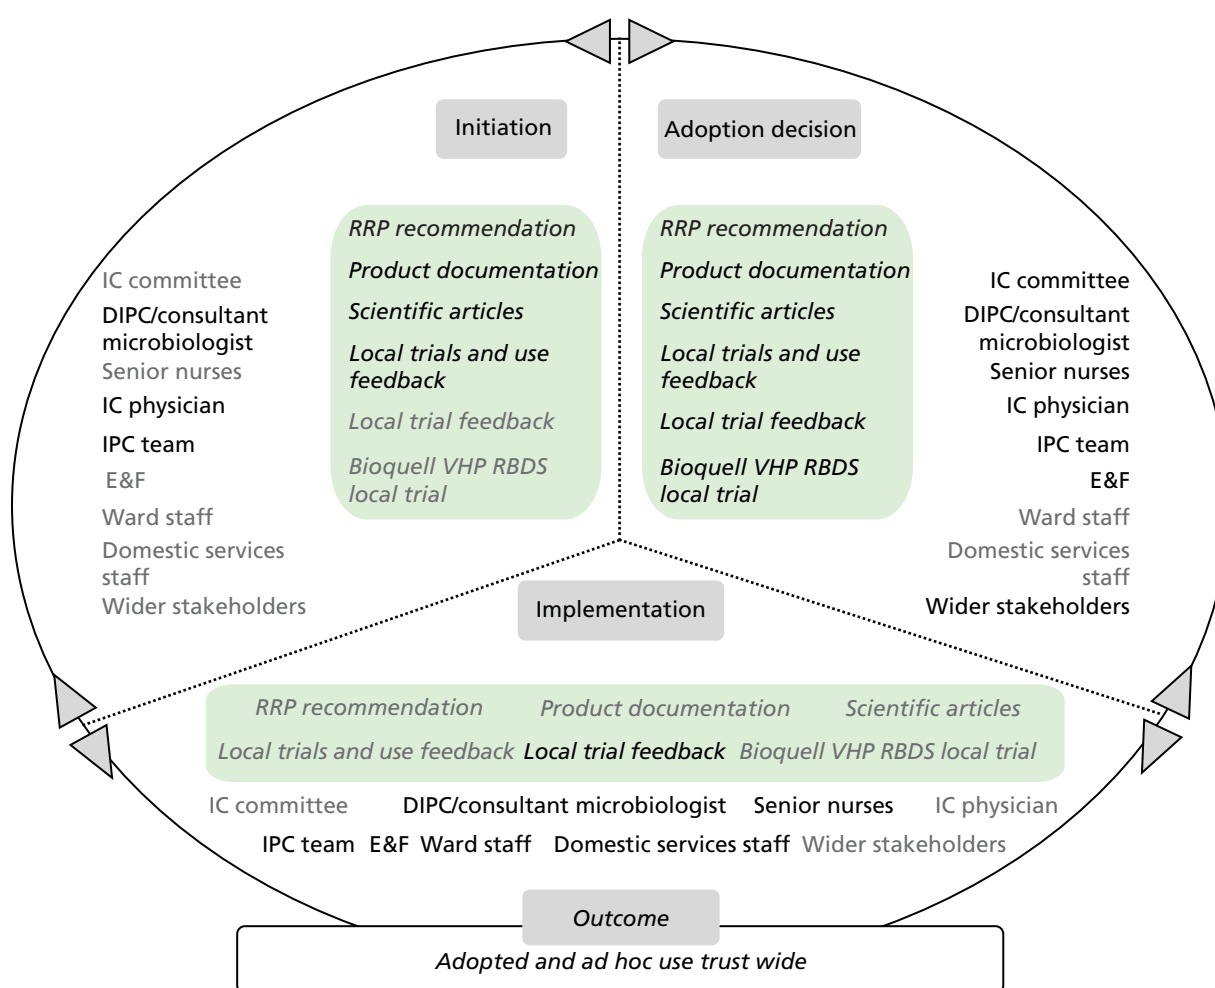 Initiation
Adoption decision
RRP recommendation
Product documentation
Scientific articles
Local trials and use
feedback
Local trial feedback
Bioquell VHP RBDS
local trial
RRP recommendation
Product documentation
Scientific articles
Local trials and use
feedback
Local trial feedback
Bioquell VHP RBDS
local trial
IC committee
DIPC/consultant
microbiologist
Senior nurses
IC physician
IPC team
E&F
Ward staff
Domestic services
staff
Wider stakeholders
IC committee
DIPC/consultant
microbiologist
Senior nurses
IC physician
IPC team
E&F
Ward staff
Domestic services
staff
Wider stakeholders
Implementation
RRP recommendation Product documentation Scientific articles
Local trials and use feedback Local trial feedback Bioquell VHP RBDS local trial
IC committee DIPC/consultant microbiologist Senior nurses IC physician
IPC team E&F Ward staff Domestic services staff Wider stakeholders
Outcome
Adopted and ad hoc use trust wide